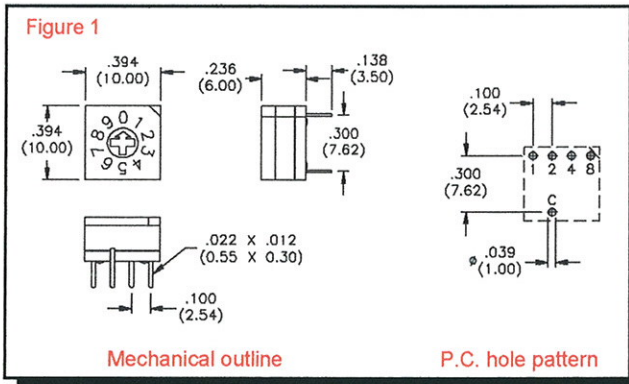 Figure 1
.394
(10.00)
.236
(6.00)
.138
(3.50)
.394
(10.00)
0 1 2 3 4 5 6 7 8 9
.300
(7.62)
.100
(2.54)
.300
(7.62)
1 2 4 8
C
ø .039
(1.00)
.022 X .012
(0.55 X 0.30)
.100
(2.54)
Mechanical outline
P.C. hole pattern